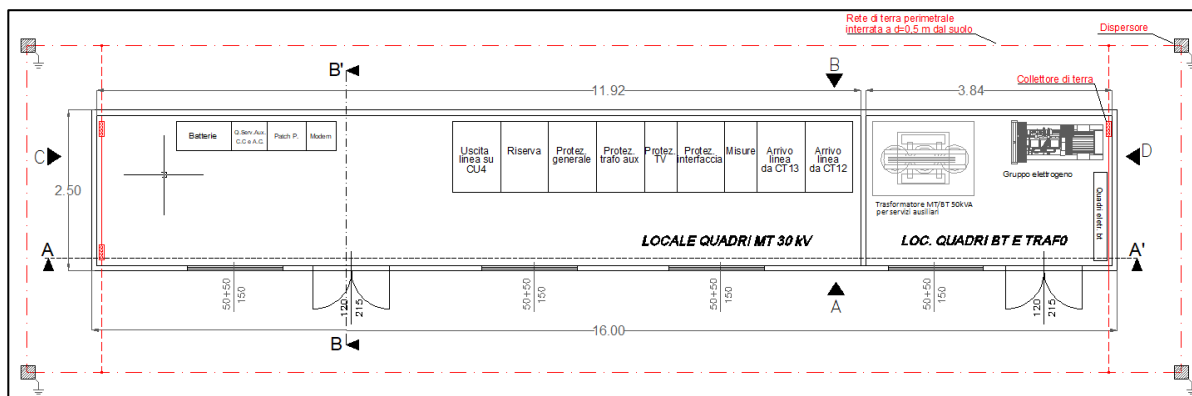 Rete di terra perimetrale
interrata a d=0,5 m dal suolo
Dispersore
B'
B
11.92
3.84
Collettore di terra
Batterie
Q.Serv Aux.
C.C e A.C.
Patch P.
Modem
Uscita
linea su
CU4
Riserva
Protez.
generale
Protez.
trafo aux
Protez.
TV
Protez.
interfaccia
Misure
Arrivo
linea
da CT13
Arrivo
linea
da CT12
C
D
2.50
Gruppo elettrogeno
Trasformatore MT/BT 50kVA
per servizi ausiliari
Quadri elettr. bt
LOCALE QUADRI MT 30 kV
LOC. QUADRI BT E TRAFO
A
A'
50+50
150
120
215
50+50
150
50+50
150
A
50+50
150
120
215
16.00
B